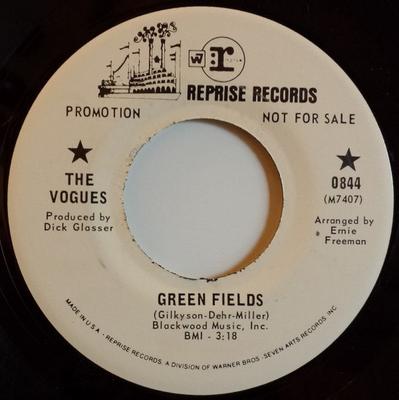 W7 r:
REPRISE RECORDS
PROMOTION NOT FOR SALE
THE
VOGUES
Produced by
Dick Glasser
0844
(M7407)
Arranged by
Ernie
Freeman
GREEN FIELDS
(Gilkyson-Dehr-Miller)
Blackwood Music, Inc.
BMI - 3:18
MADE IN U.S.A. - REPRISE RECORDS, A DIVISION OF WARNER BROS.-SEVEN ARTS RECORDS, INC.